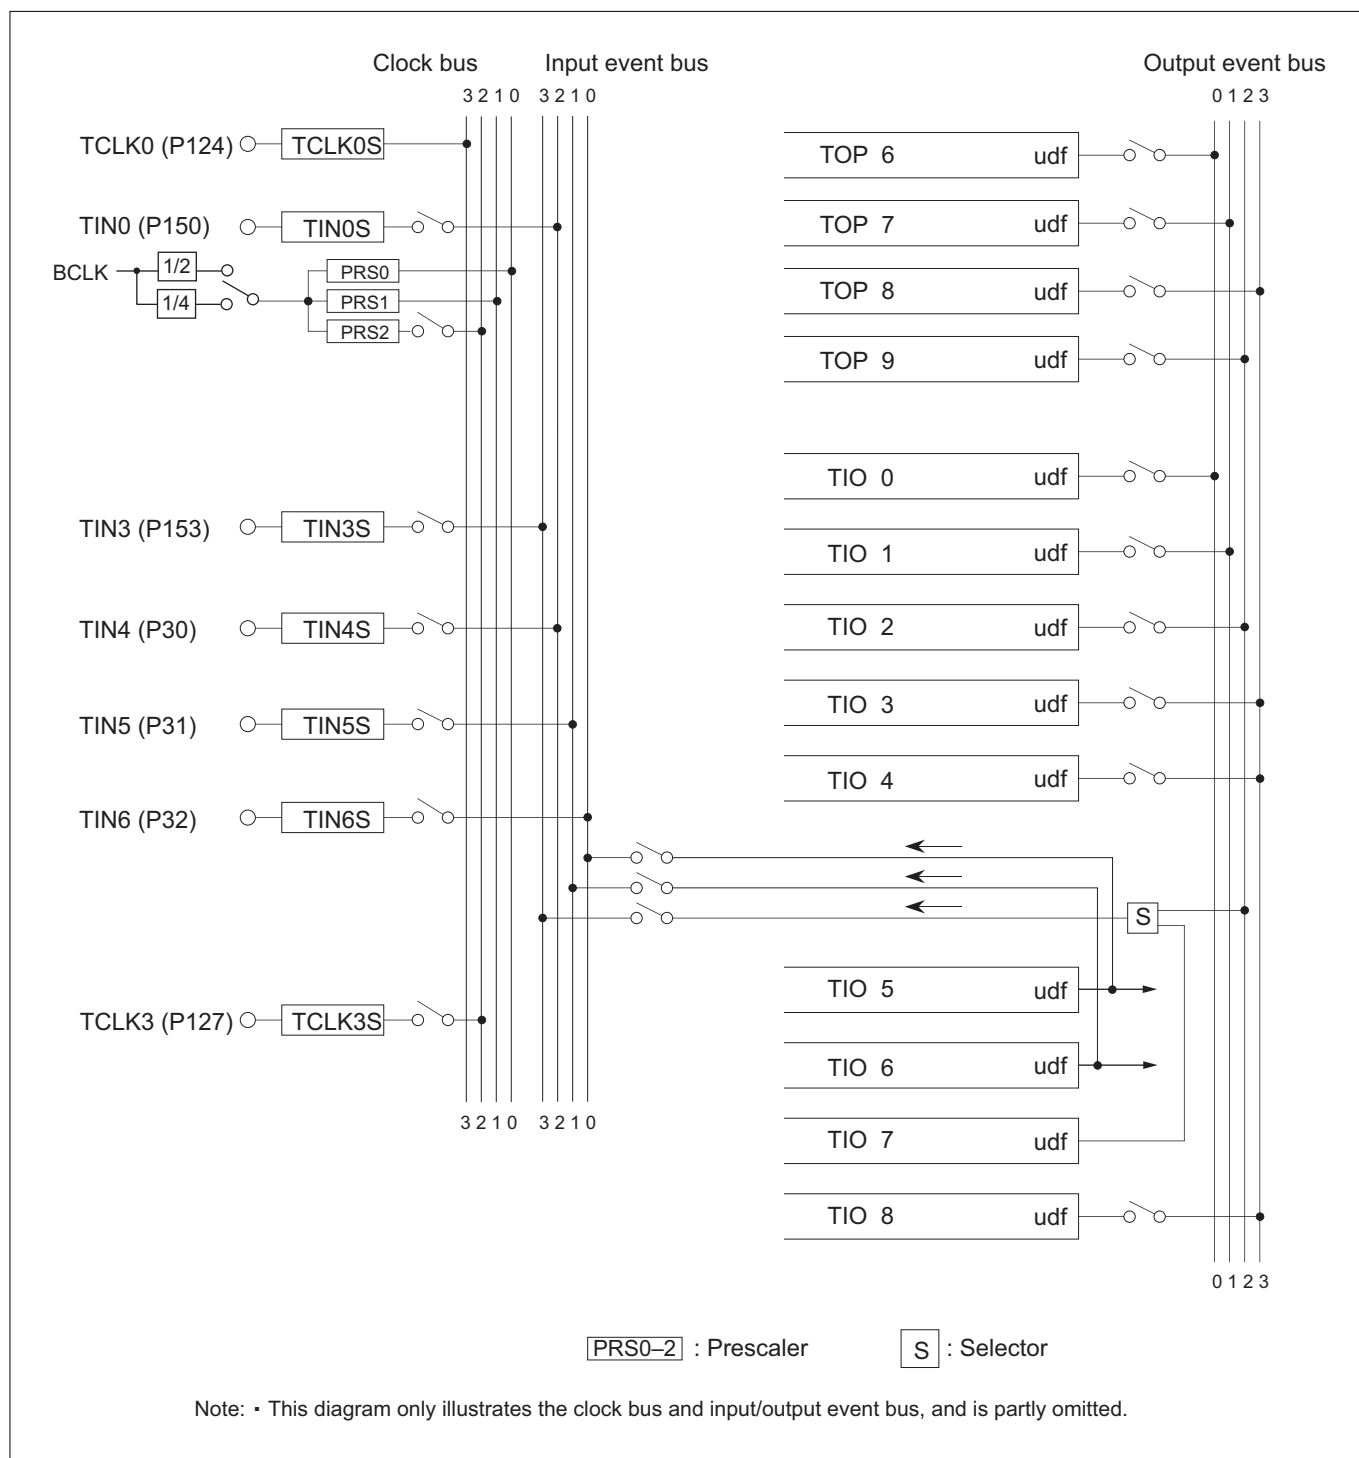 Clock bus
Input event bus
Output event bus
3 2 1 0
3 2 1 0
0 1 2 3
TCLK0 (P124)
TCLK0S
TOP 6
udf
TIN0 (P150)
TIN0S
TOP 7
udf
BCLK
1/2
1/4
PRS0
PRS1
PRS2
TOP 8
udf
TOP 9
udf
TIO 0
udf
TIN3 (P153)
TIN3S
TIO 1
udf
TIN4 (P30)
TIN4S
TIO 2
udf
TIN5 (P31)
TIN5S
TIO 3
udf
TIO 4
udf
TIN6 (P32)
TIN6S
S
TIO 5
udf
TCLK3 (P127)
TCLK3S
TIO 6
udf
3 2 1 0
3 2 1 0
TIO 7
udf
TIO 8
udf
0 1 2 3
PRS0–2 : Prescaler
S : Selector
Note: • This diagram only illustrates the clock bus and input/output event bus, and is partly omitted.